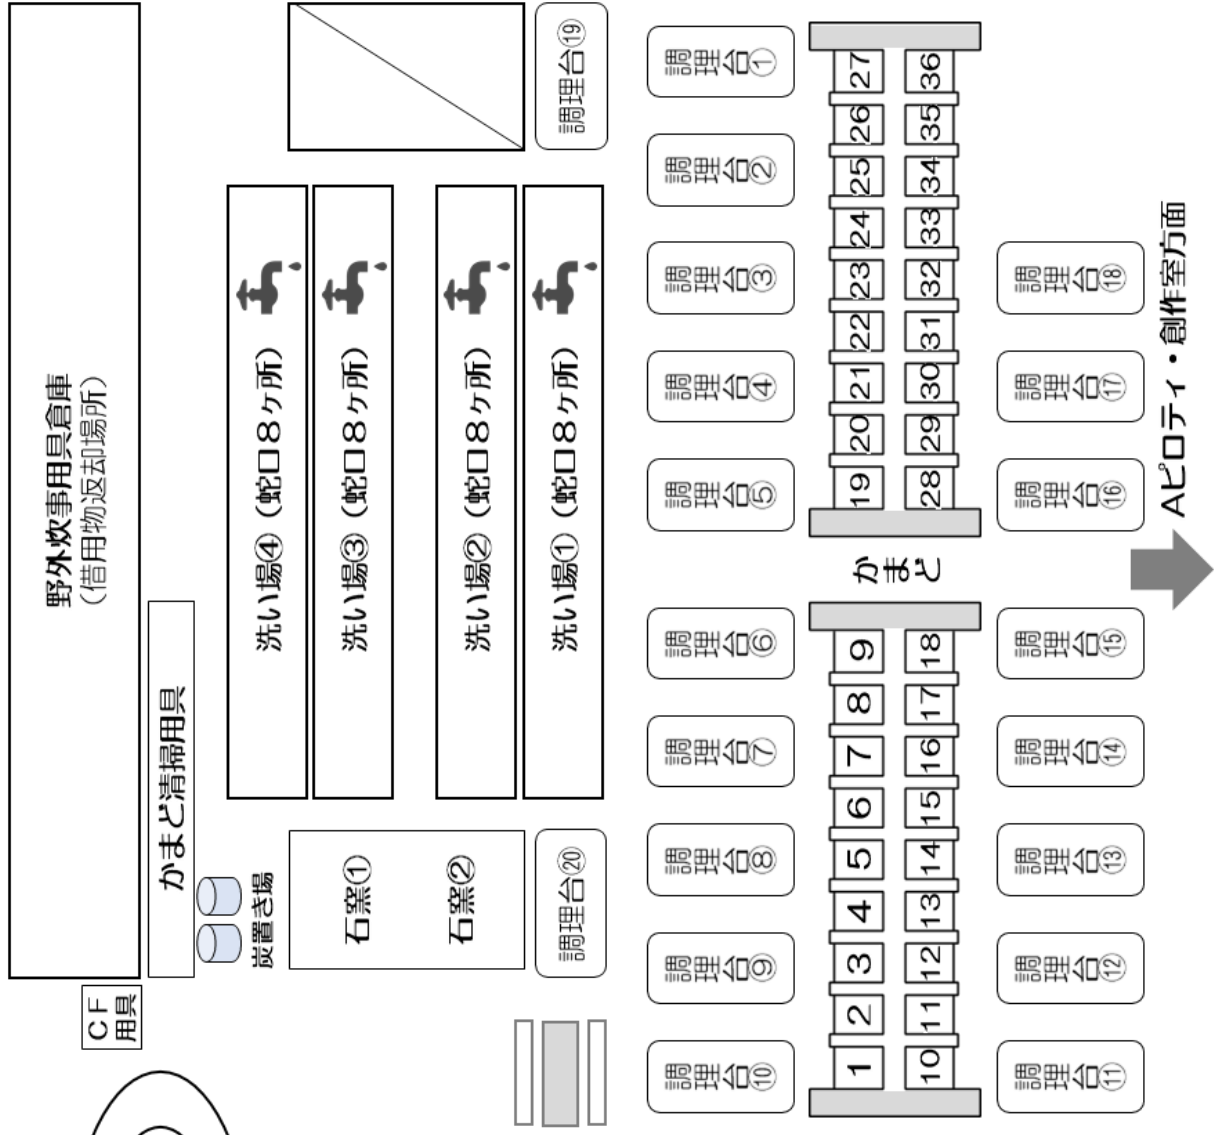 野外炊事用具倉庫
（借用物返却場所）
CF
用具
かまど清掃用具
炭置き場
洗い場④（蛇口８ヶ所）
洗い場③（蛇口８ヶ所）
石窯①
石窯②
洗い場②（蛇口８ヶ所）
洗い場①（蛇口８ヶ所）
調理台⑳
調理台⑲
調理台⑩
調理台⑨
調理台⑧
調理台⑦
調理台⑥
調理台⑤
調理台④
調理台③
調理台②
調理台①
1 2 3 4 5 6 7 8 9
かまど
19 20 21 22 23 24 25 26 27
10 11 12 13 14 15 16 17 18
28 29 30 31 32 33 34 35 36
調理台⑪
調理台⑫
調理台⑬
調理台⑭
調理台⑮
調理台⑯
調理台⑰
調理台⑱
Aピロティ・創作室方面